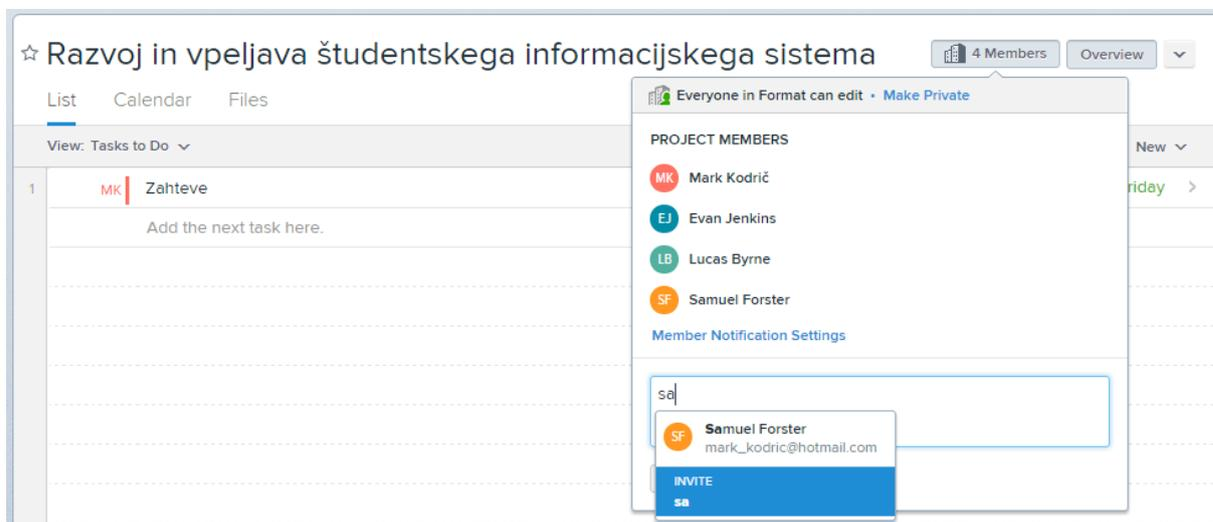 Razvoj in vpeljava študentskega informacijskega sistema
4 Members
Overview
List
Calendar
Files
Everyone in Format can edit • Make Private
View: Tasks to Do
PROJECT MEMBERS
New
1
MK
Zahteve
MK Mark Kodrič
riday
Add the next task here.
EJ Evan Jenkins
LB Lucas Byrne
SF Samuel Forster
Member Notification Settings
sa
SF
Samuel Forster
mark_kodric@hotmail.com
INVITE
sa